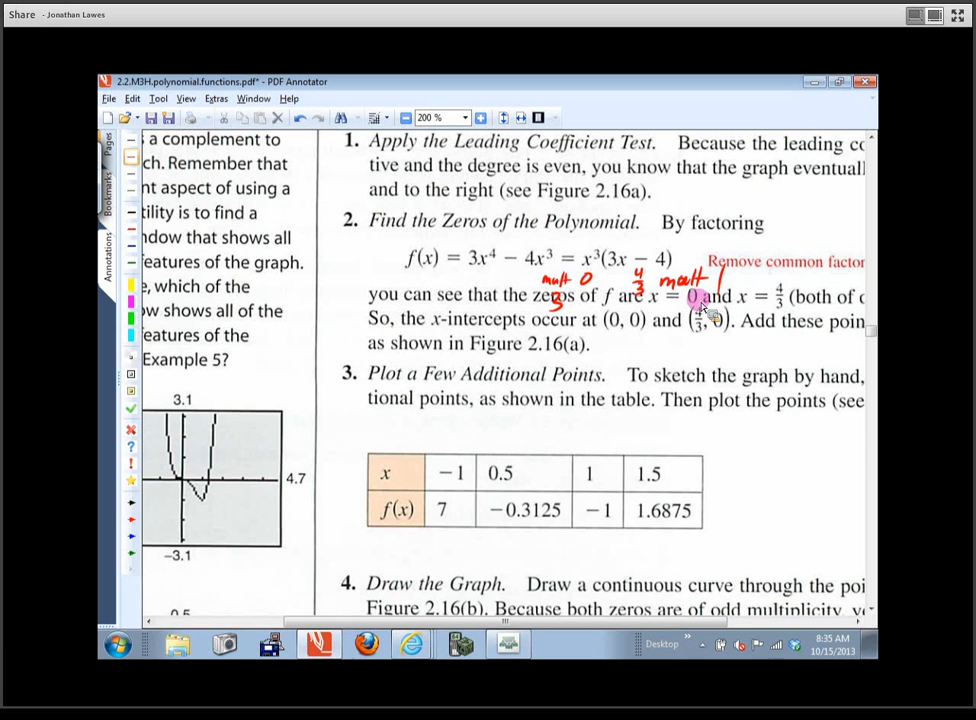 Share - Jonathan Lawes
2.2.M3H.polynomial.functions.pdf* - PDF Annotator
File Edit Tool View Extras Window Help
200 %
Pages
Bookmarks
Annotations
a complement to
ch. Remember that
nt aspect of using a
tility is to find a
ndow that shows all
eatures of the graph.
e, which of the
ow shows all of the
eatures of the
Example 5?
3.1
4.7
−3.1
0.5
1. Apply the Leading Coefficient Test. Because the leading co
tive and the degree is even, you know that the graph eventuall
and to the right (see Figure 2.16a).
2. Find the Zeros of the Polynomial. By factoring
f(x) = 3x⁴ − 4x³ = x³(3x − 4) Remove common factor
mult 3 0 4/3 mult 1
you can see that the zeros of f are x = 0 and x = 4/3 (both of o
So, the x-intercepts occur at (0, 0) and (4/3, 0). Add these poin
as shown in Figure 2.16(a).
3. Plot a Few Additional Points. To sketch the graph by hand,
tional points, as shown in the table. Then plot the points (see
x −1 0.5 1 1.5
f(x) 7 −0.3125 −1 1.6875
4. Draw the Graph. Draw a continuous curve through the poi
Figure 2.16(b). Because both zeros are of odd multiplicity, y
Desktop
8:35 AM
10/15/2013